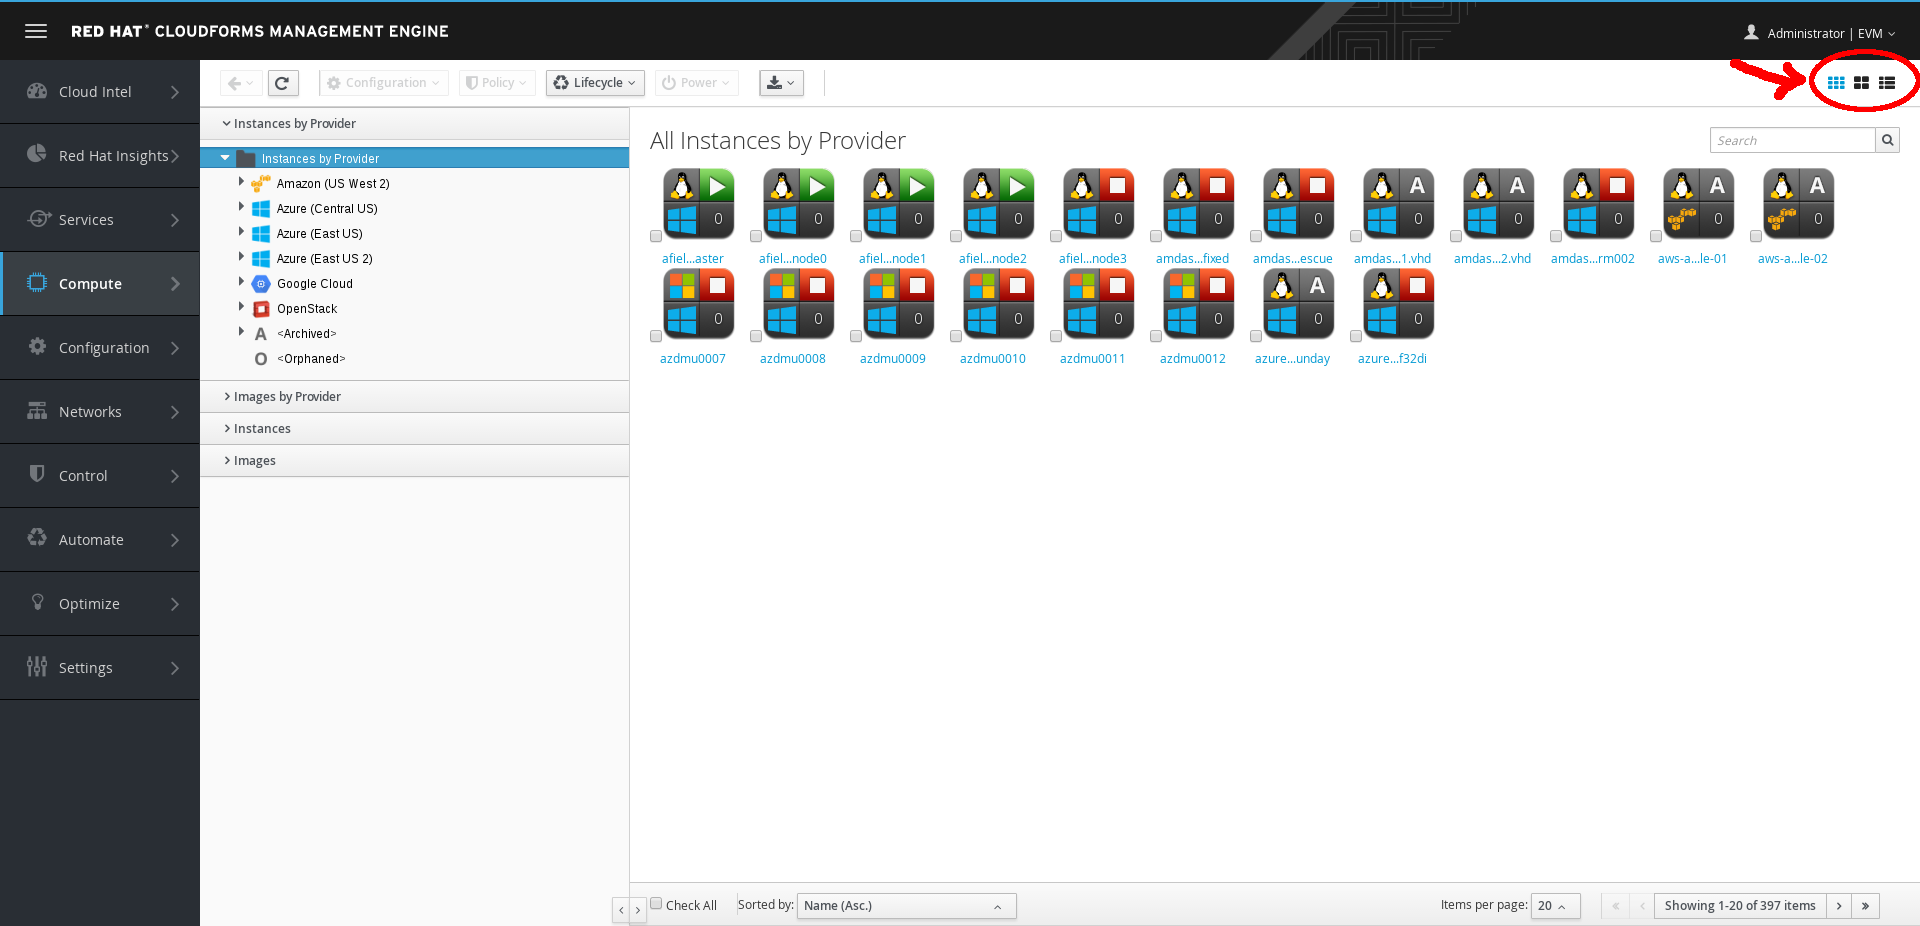 RED HAT® CLOUDFORMS MANAGEMENT ENGINE
Administrator | EVM
Cloud Intel
Red Hat Insights
Services
Compute
Configuration
Networks
Control
Automate
Optimize
Settings
Configuration
Policy
Lifecycle
Power
Instances by Provider
Instances by Provider
Amazon (US West 2)
Azure (Central US)
Azure (East US)
Azure (East US 2)
Google Cloud
OpenStack
A <Archived>
O <Orphaned>
Images by Provider
Instances
Images
All Instances by Provider
Search
A A A A
0 0 0 0 0 0 0 0 0 0 0 0
afiel...aster afiel...node0 afiel...node1 afiel...node2 afiel...node3 amdas...fixed amdas...escue amdas...1.vhd amdas...2.vhd amdas...rm002 aws-a...le-01 aws-a...le-02
A
0 0 0 0 0 0 0 0
azdmu0007 azdmu0008 azdmu0009 azdmu0010 azdmu0011 azdmu0012 azure...unday azure...f32di
Check All
Sorted by: Name (Asc.)
Items per page: 20
Showing 1-20 of 397 items